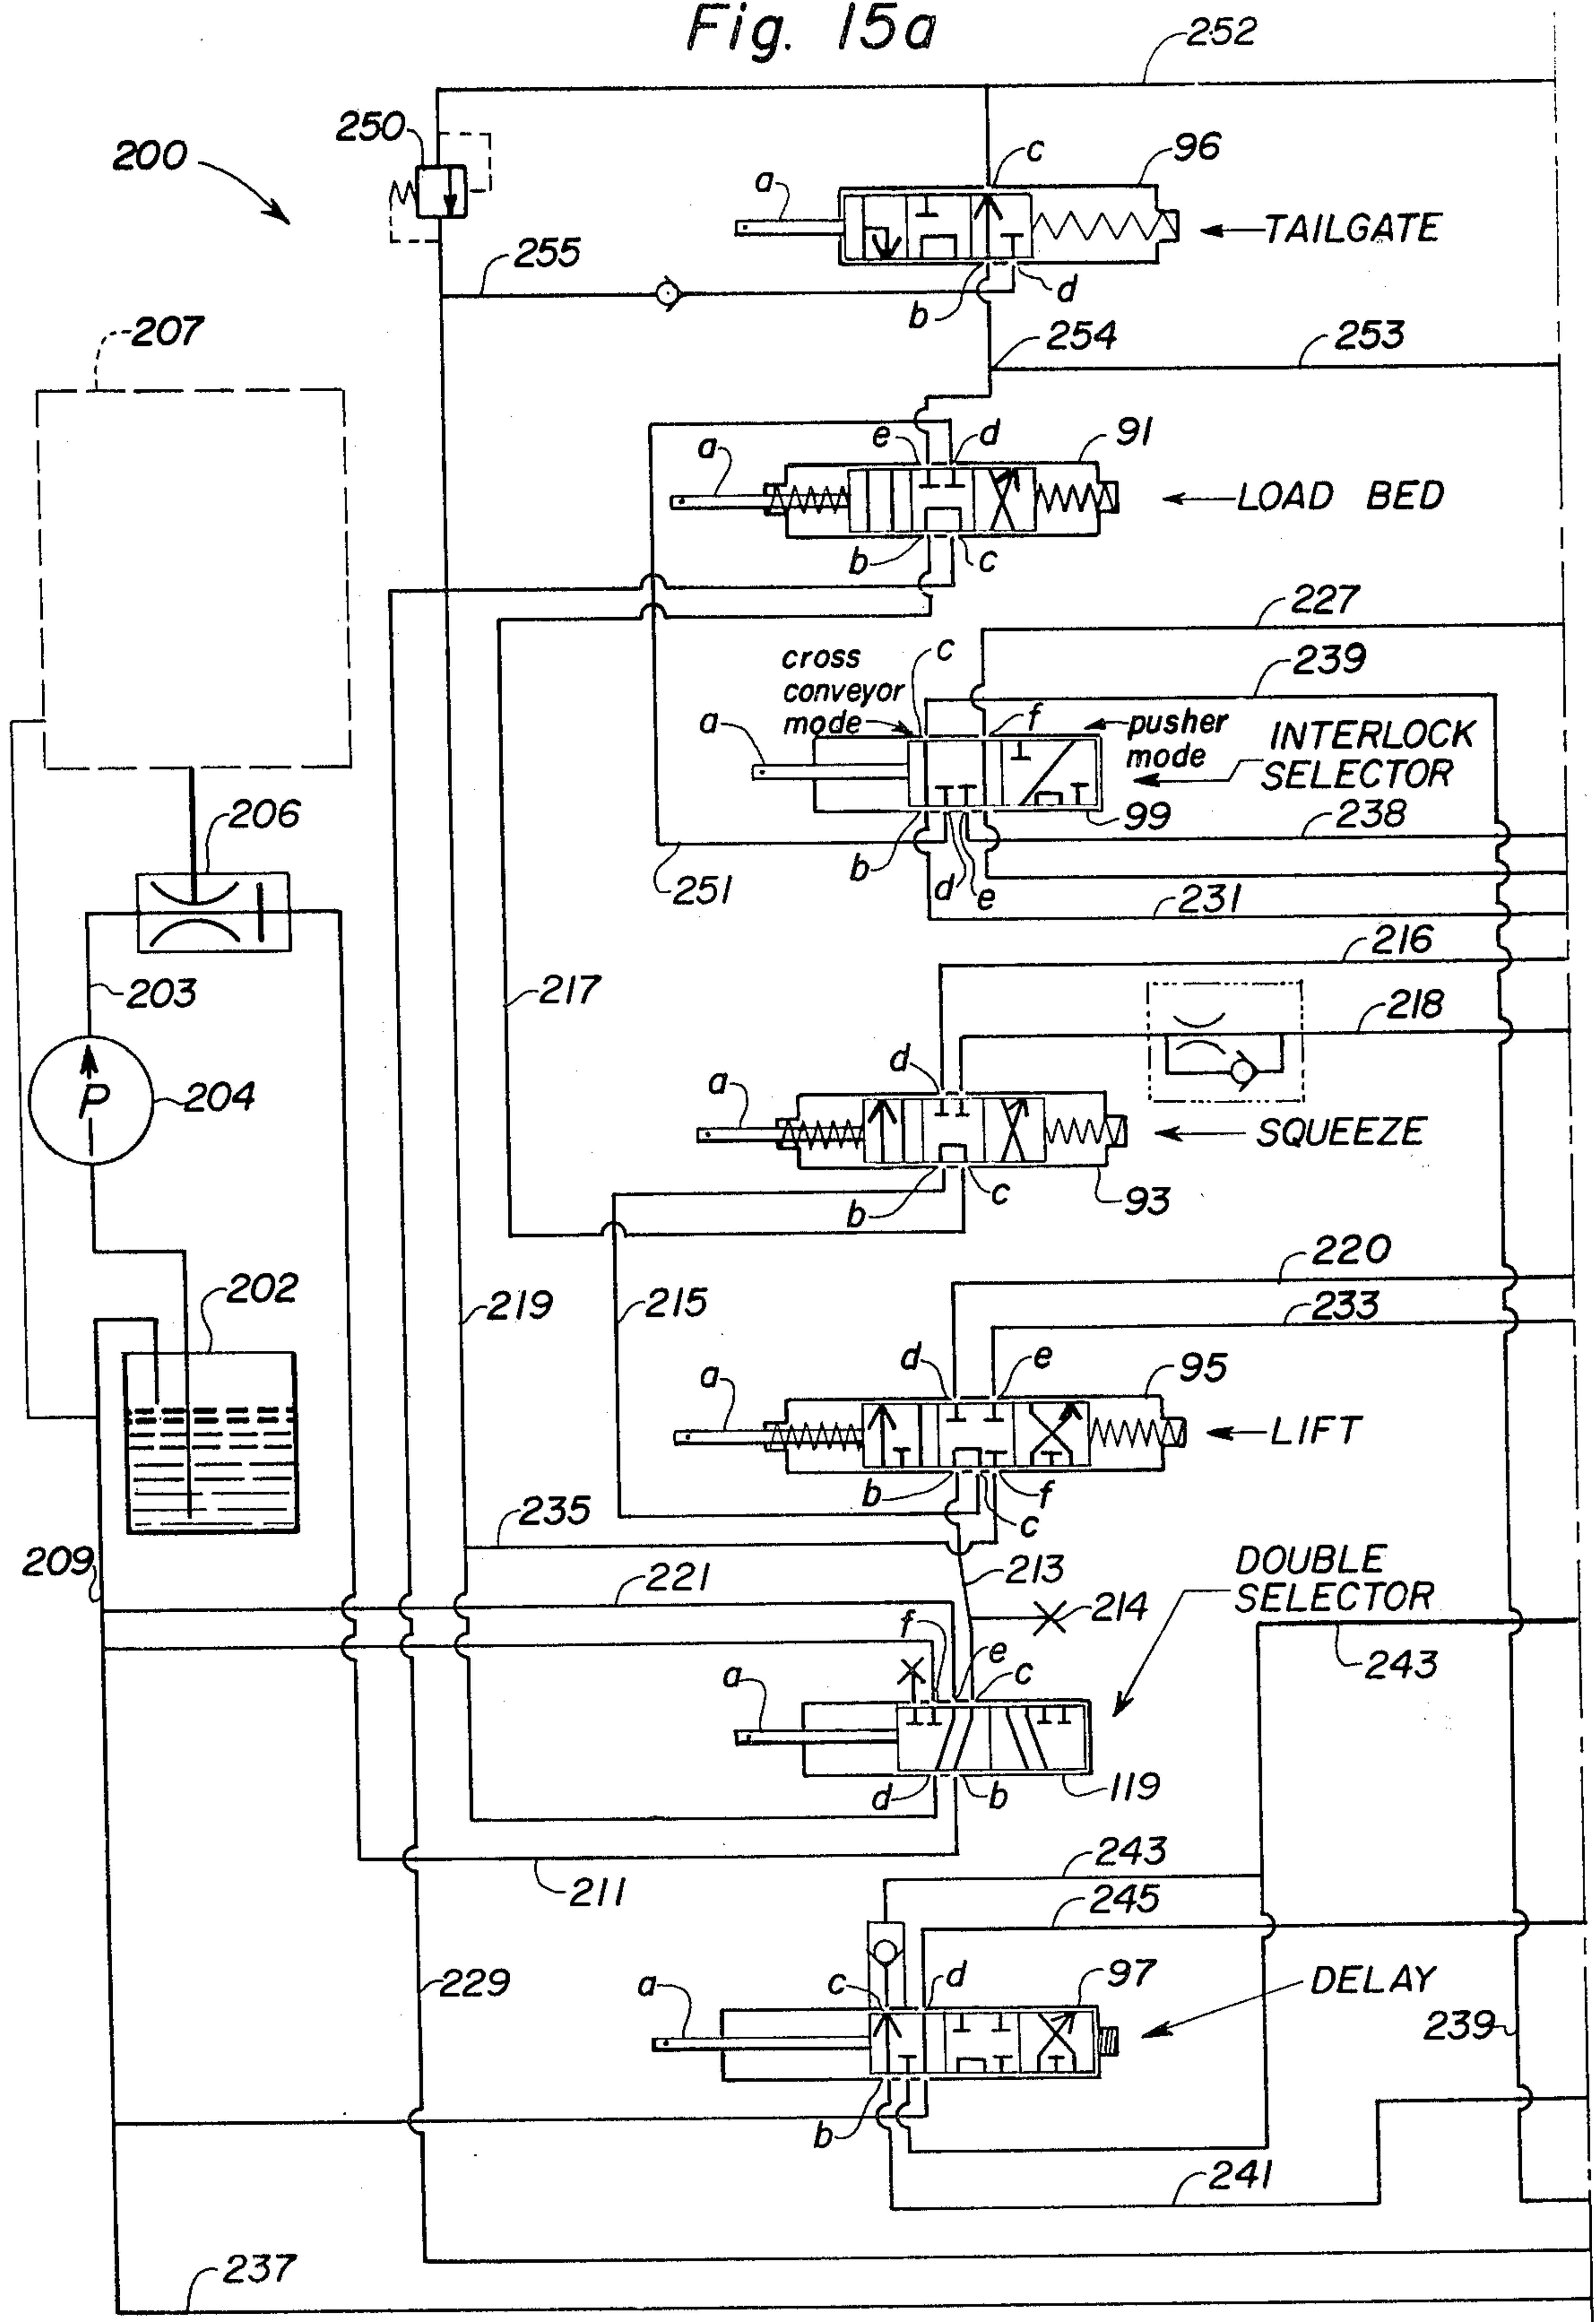 Fig. 15a
252
250
c
96
200
a
TAILGATE
255
b
d
207
254
253
e
d
91
a
LOAD BED
b
c
227
cross
conveyor
mode
c
239
a
f
pusher
mode
INTERLOCK
SELECTOR
206
99
238
b
d
e
251
231
216
203
217
218
d
a
P
204
SQUEEZE
b
c
93
220
202
219
215
233
d
e
95
a
LIFT
b
f
c
235
209
213
DOUBLE
SELECTOR
221
214
f
e
c
243
a
d
b
119
243
211
245
229
c
d
97
a
DELAY
239
b
241
237